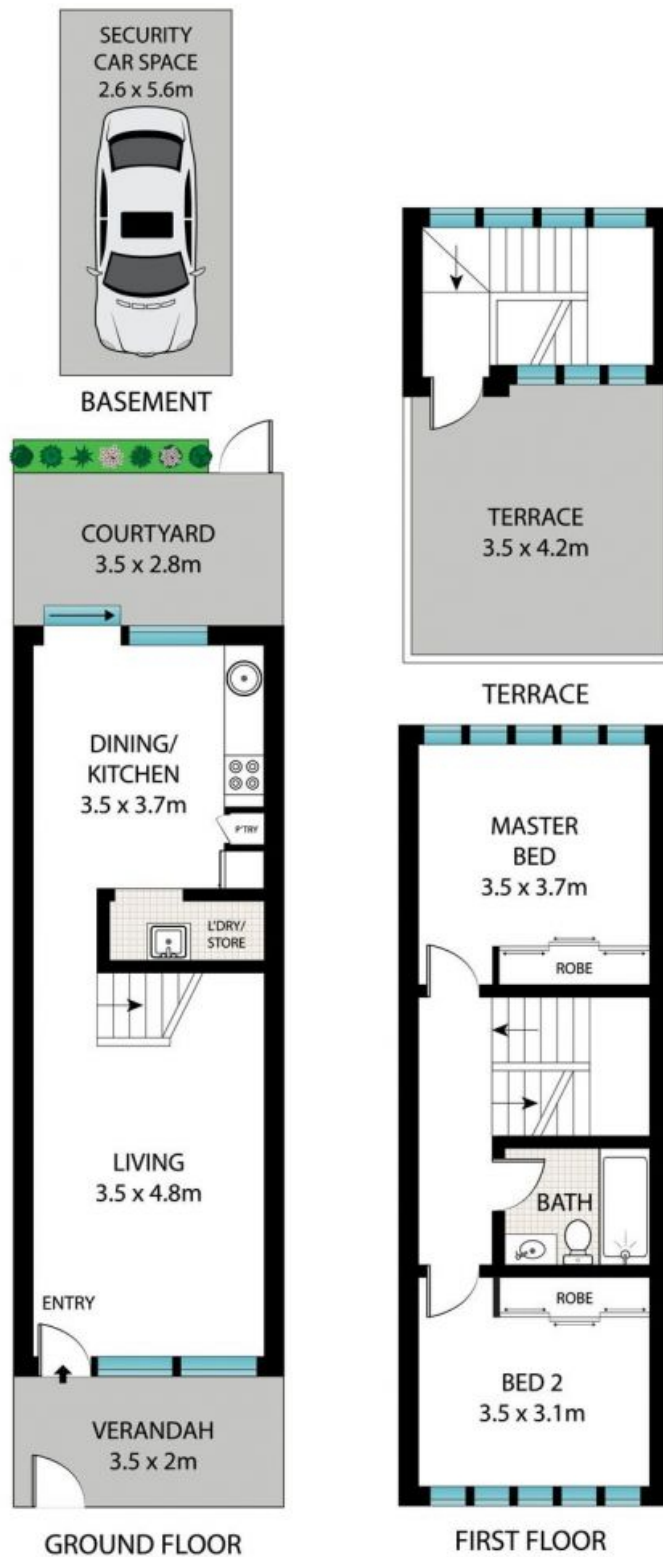 SECURITY
CAR SPACE
2.6 x 5.6m
BASEMENT
COURTYARD
3.5 x 2.8m
DINING/
KITCHEN
3.5 x 3.7m
P'TRY
L'DRY/
STORE
LIVING
3.5 x 4.8m
ENTRY
VERANDAH
3.5 x 2m
GROUND FLOOR
TERRACE
3.5 x 4.2m
TERRACE
MASTER
BED
3.5 x 3.7m
ROBE
BATH
ROBE
BED 2
3.5 x 3.1m
FIRST FLOOR